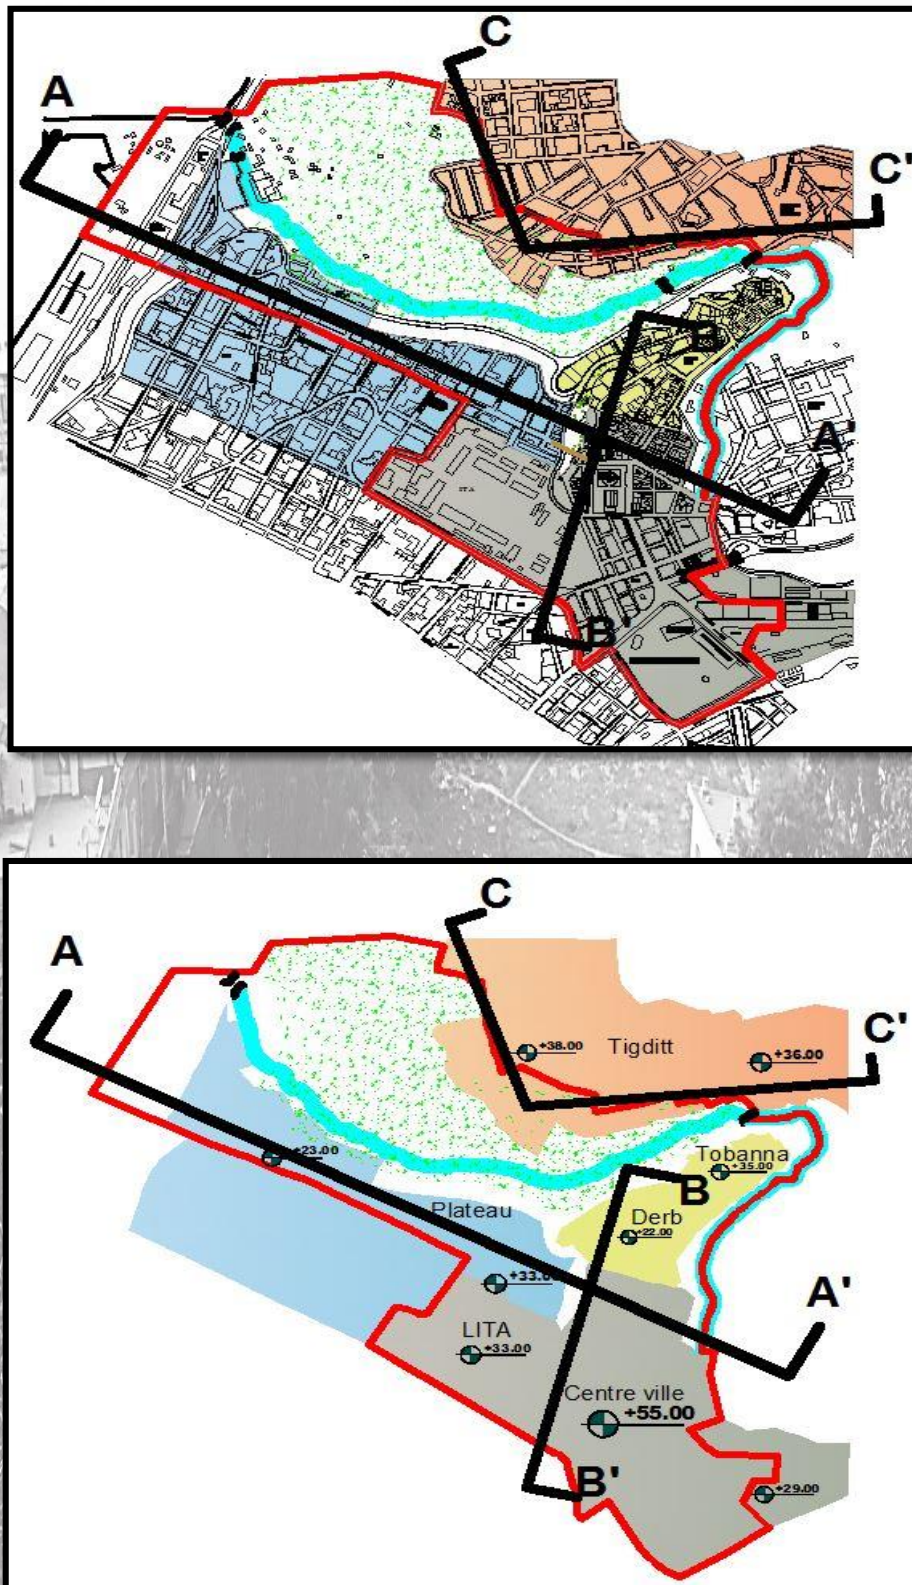 C
A
C'
B
A'
B'
C
A
C'
+38.00 Tigditt +36.00
Tobanna
+35.00
+23.00
B
Plateau
Derb
+22.00
A'
+33.00
LITA
+33.00
Centre ville
+55.00
B'
+29.00